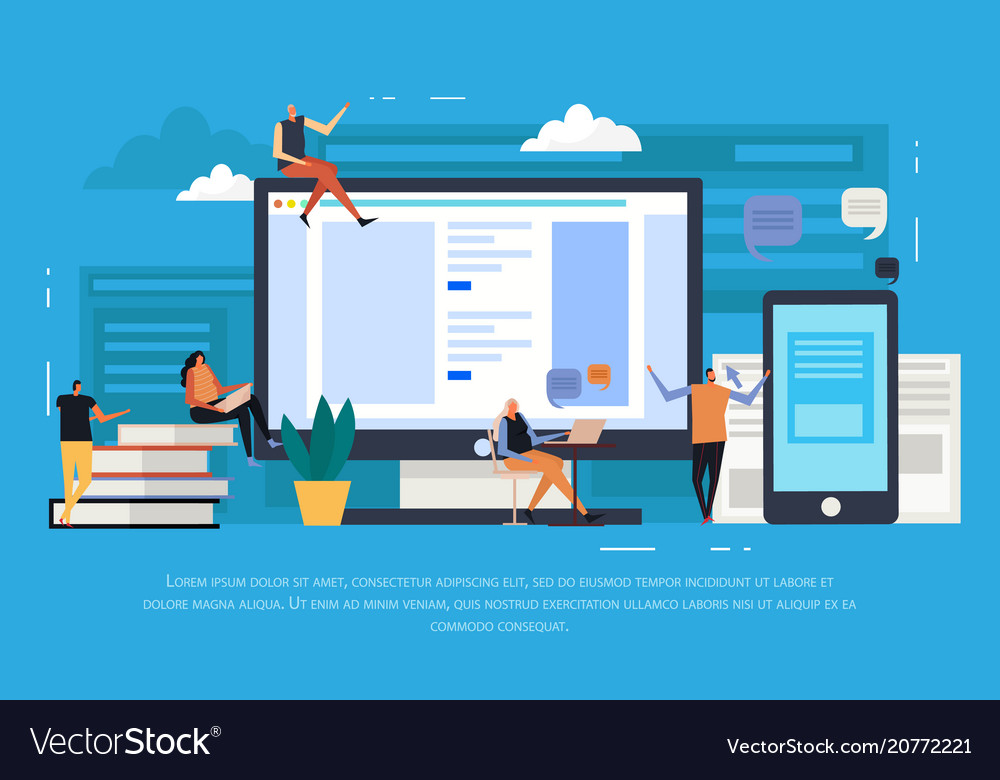 Lorem ipsum dolor sit amet, consectetur adipiscing elit, sed do eiusmod tempor incididunt ut labore et
dolore magna aliqua. Ut enim ad minim veniam, quis nostrud exercitation ullamco laboris nisi ut aliquip ex ea
commodo consequat.
VectorStock®
VectorStock.com/20772221